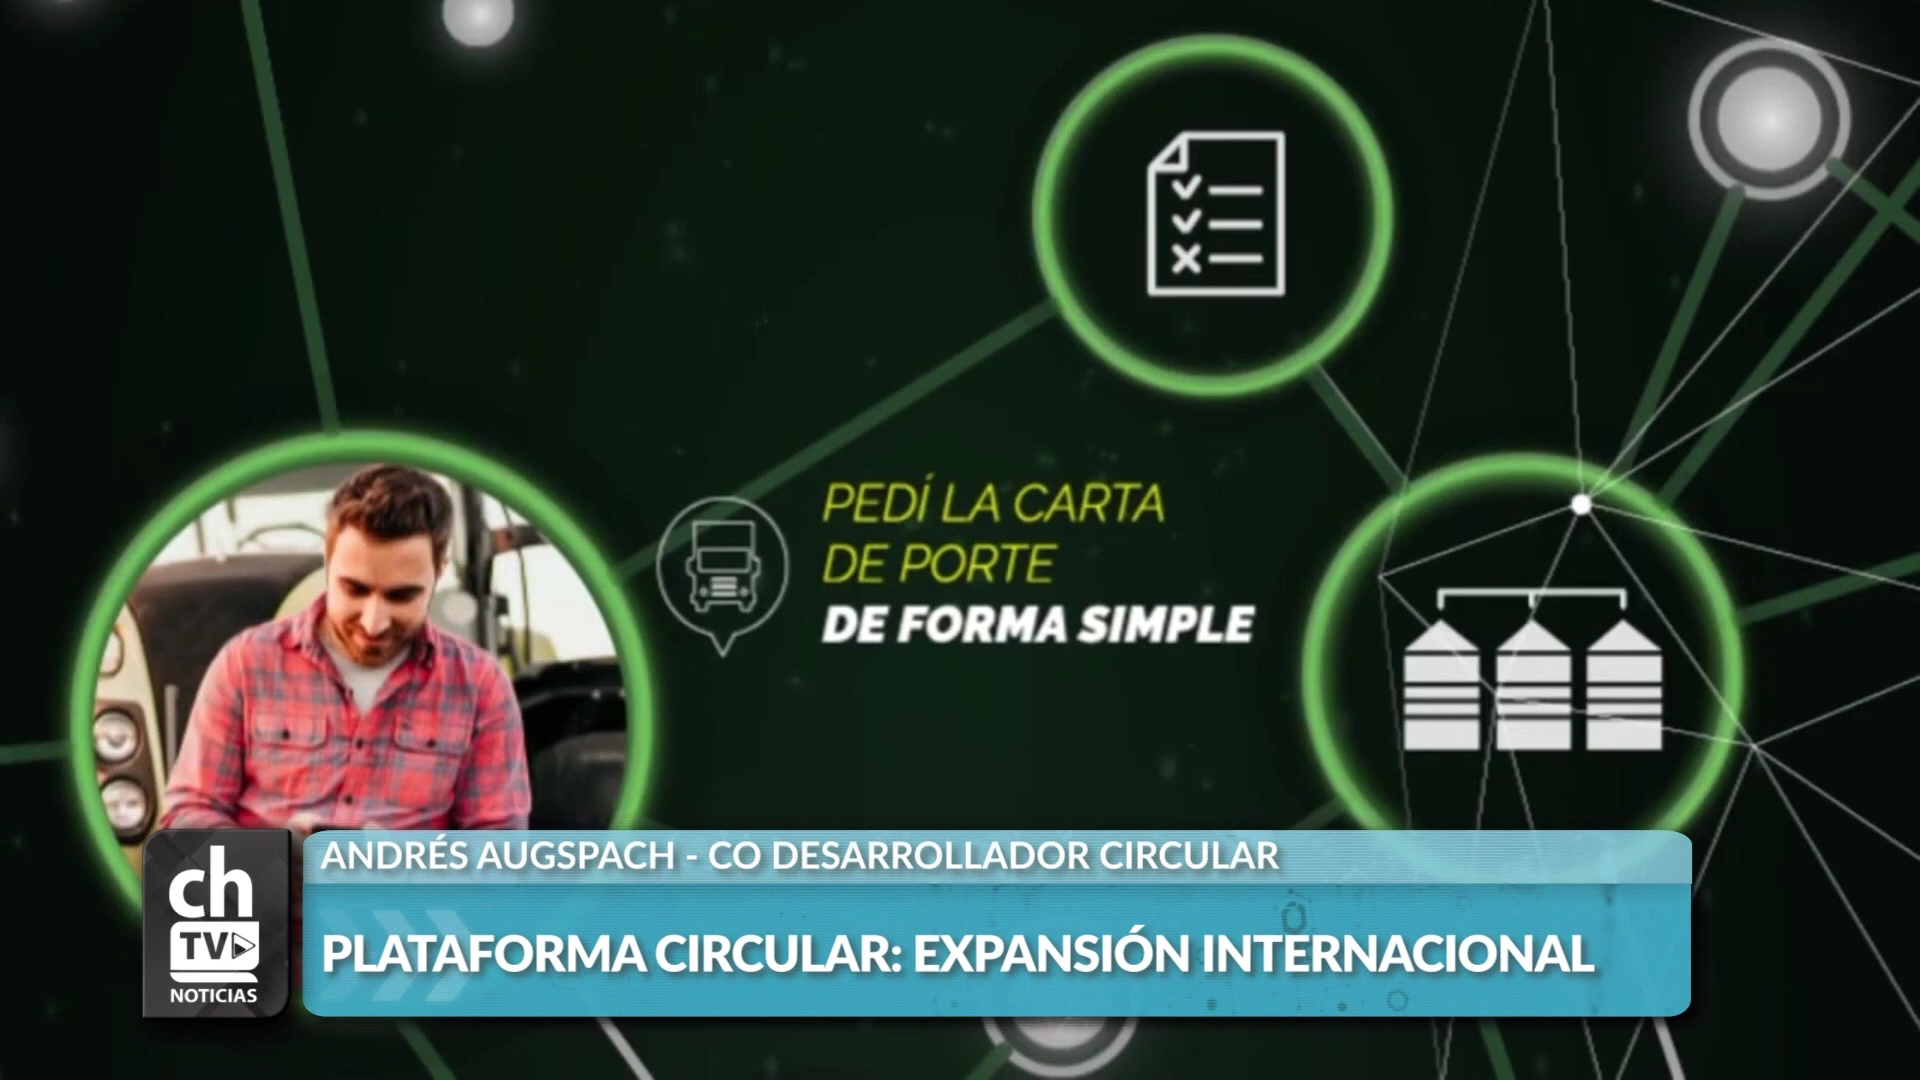 PEDÍ LA CARTA
DE PORTE
DE FORMA SIMPLE
ANDRÉS AUGSPACH - CO DESARROLLADOR CIRCULAR
PLATAFORMA CIRCULAR: EXPANSIÓN INTERNACIONAL
ch
TV
NOTICIAS